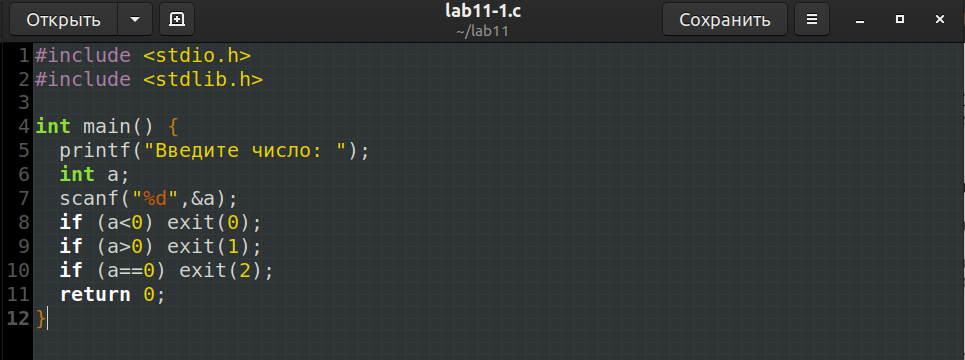 Открыть
lab11-1.c
~/lab11
Сохранить
1 #include <stdio.h>
2 #include <stdlib.h>
3
4 int main() {
5   printf("Введите число: ");
6   int a;
7   scanf("%d",&a);
8   if (a<0) exit(0);
9   if (a>0) exit(1);
10   if (a==0) exit(2);
11   return 0;
12 }